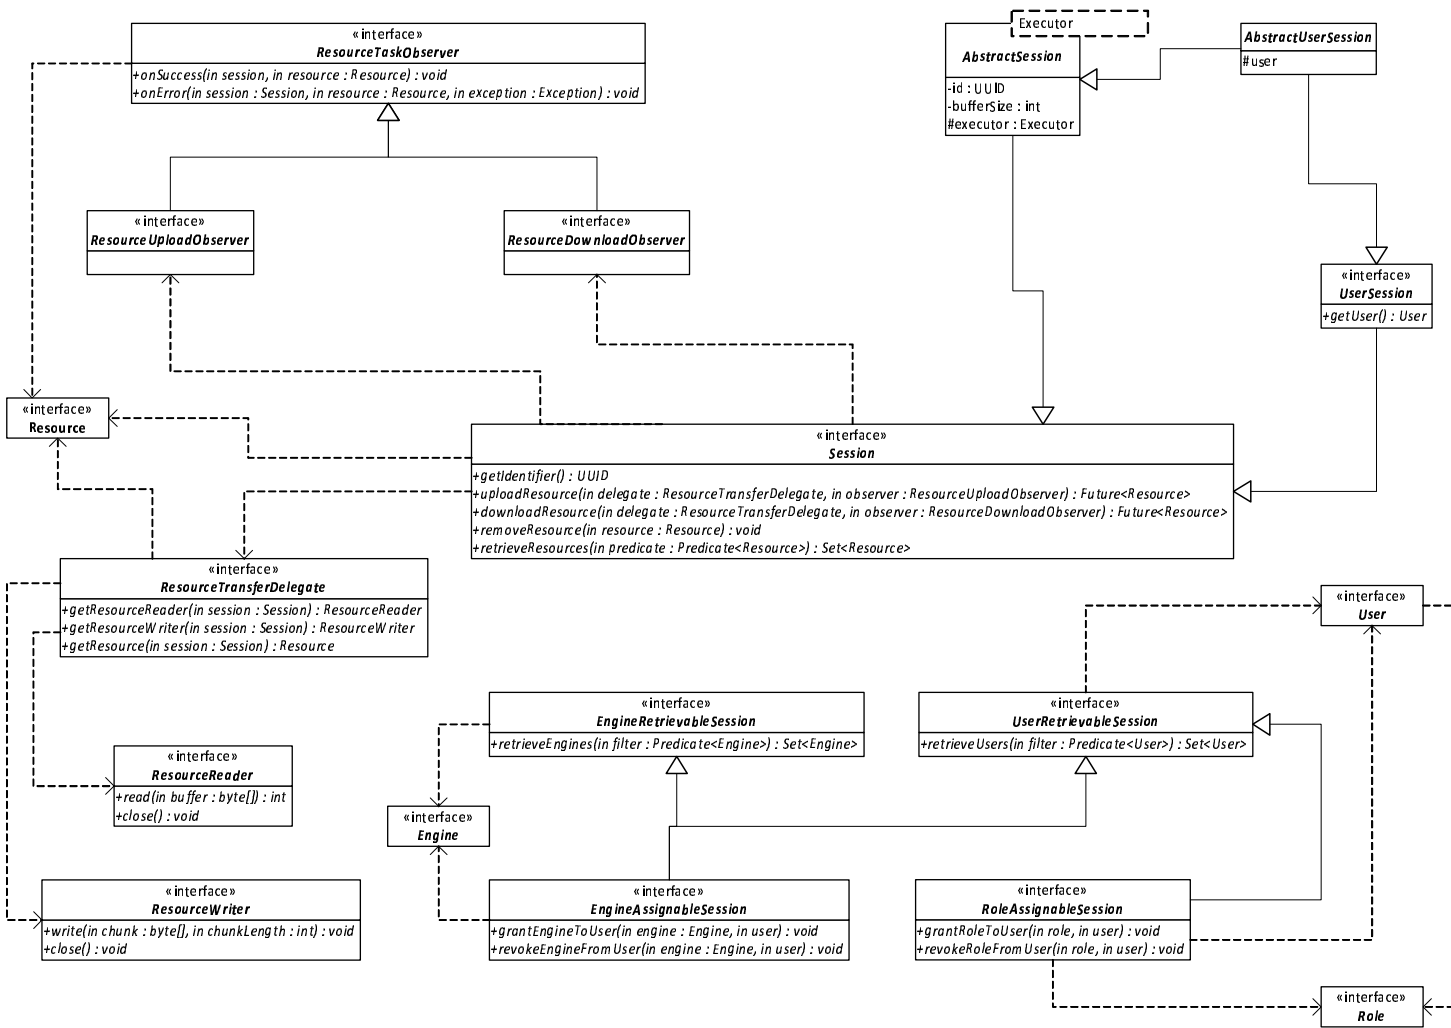 «interface»
ResourceTaskObserver
+onSuccess(in session, in resource : Resource) : void
+onError(in session : Session, in resource : Resource, in exception : Exception) : void
Executor
AbstractSession
-id : UUID
-bufferSize : int
#executor : Executor
AbstractUserSession
#user
«interface»
ResourceUploadObserver
«interface»
ResourceDownloadObserver
«interface»
UserSession
+getUser() : User
«interface»
Resource
«interface»
Session
+getIdentifier() : UUID
+uploadResource(in delegate : ResourceTransferDelegate, in observer : ResourceUploadObserver) : Future<Resource>
+downloadResource(in delegate : ResourceTransferDelegate, in observer : ResourceDownloadObserver) : Future<Resource>
+removeResource(in resource : Resource) : void
+retrieveResources(in predicate : Predicate<Resource>) : Set<Resource>
«interface»
ResourceTransferDelegate
+getResourceReader(in session : Session) : ResourceReader
+getResourceWriter(in session : Session) : ResourceWriter
+getResource(in session : Session) : Resource
«interface»
User
«interface»
EngineRetrievableSession
+retrieveEngines(in filter : Predicate<Engine>) : Set<Engine>
«interface»
UserRetrievableSession
+retrieveUsers(in filter : Predicate<User>) : Set<User>
«interface»
ResourceReader
+read(in buffer : byte[]) : int
+close() : void
«interface»
Engine
«interface»
ResourceWriter
+write(in chunk : byte[], in chunkLength : int) : void
+close() : void
«interface»
EngineAssignableSession
+grantEngineToUser(in engine : Engine, in user) : void
+revokeEngineFromUser(in engine : Engine, in user) : void
«interface»
RoleAssignableSession
+grantRoleToUser(in role, in user) : void
+revokeRoleFromUser(in role, in user) : void
«interface»
Role